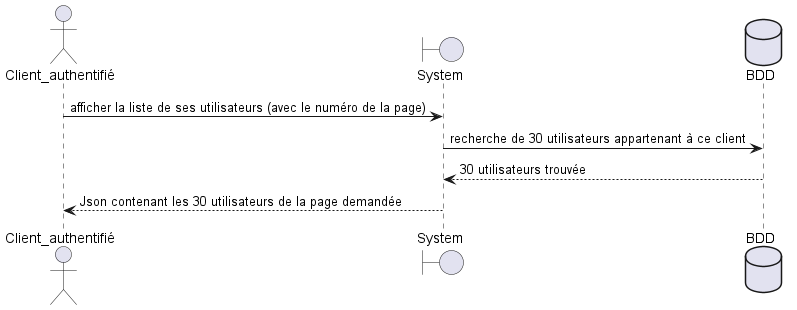 Client_authentifié
System
BDD
afficher la liste de ses utilisateurs (avec le numéro de la page)
recherche de 30 utilisateurs appartenant à ce client
30 utilisateurs trouvée
Json contenant les 30 utilisateurs de la page demandée
Client_authentifié
System
BDD